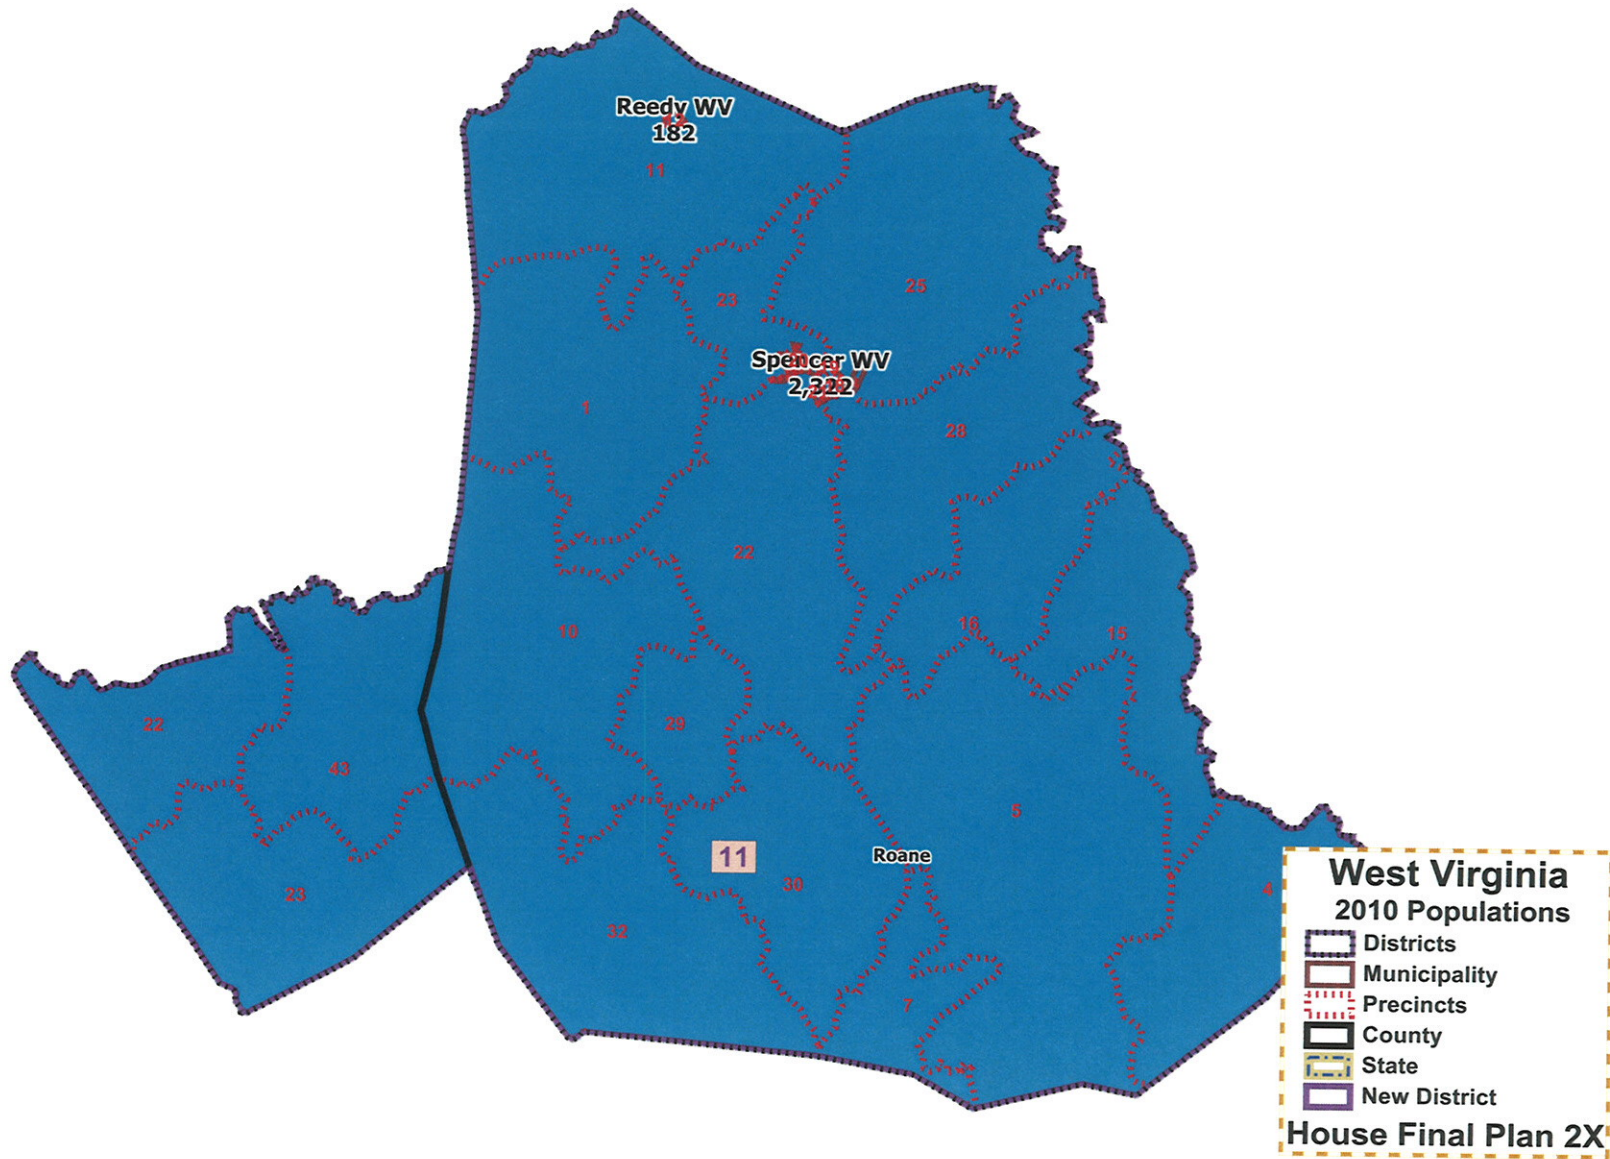 Reedy WV
182
11
23
25
Spencer WV
2,322
1
28
22
10
16
15
22
29
43
5
11
Roane
30
4
23
32
7
West Virginia
2010 Populations
Districts
Municipality
Precincts
County
State
New District
House Final Plan 2X